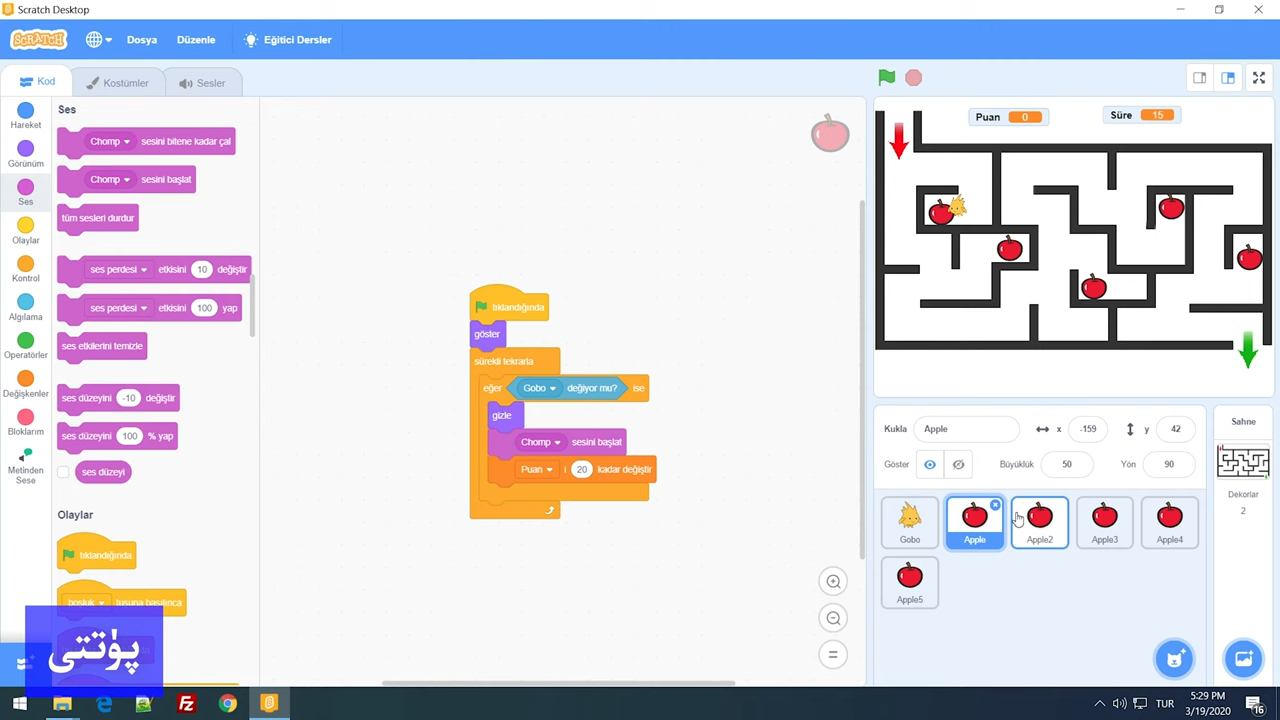 Scratch Desktop
SCRATCH Dosya Düzenle Eğitici Dersler
Kod Kostümler Sesler
Hareket
Görünüm
Ses
Olaylar
Kontrol
Algılama
Operatörler
Değişkenler
Bloklarım
Metinden
Sese
Ses
Chomp sesini bitene kadar çal
Chomp sesini başlat
tüm sesleri durdur
ses perdesi etkisini 10 değiştir
ses perdesi etkisini 100 yap
ses etkilerini temizle
ses düzeyini -10 değiştir
ses düzeyini 100 % yap
ses düzeyi
Olaylar
tıklandığında
boşluk tuşuna basılınca
پۈتتى
tıklandığında
göster
sürekli tekrarla
eğer Gobo değiyor mu? ise
gizle
Chomp sesini başlat
Puan i 20 kadar değiştir
Puan 0 Süre 15
Kukla Apple x -159 y 42
Göster Büyüklük 50 Yön 90
Gobo Apple Apple2 Apple3 Apple4
Apple5
Sahne
Dekorlar
2
TUR
5:29 PM
3/19/2020
16